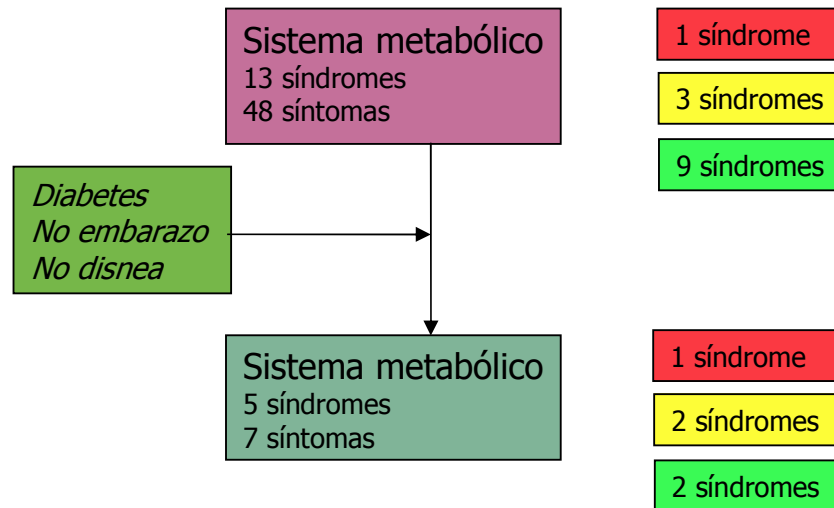 Sistema metabólico
13 síndromes
48 síntomas
1 síndrome
3 síndromes
9 síndromes
Diabetes
No embarazo
No disnea
Sistema metabólico
5 síndromes
7 síntomas
1 síndrome
2 síndromes
2 síndromes